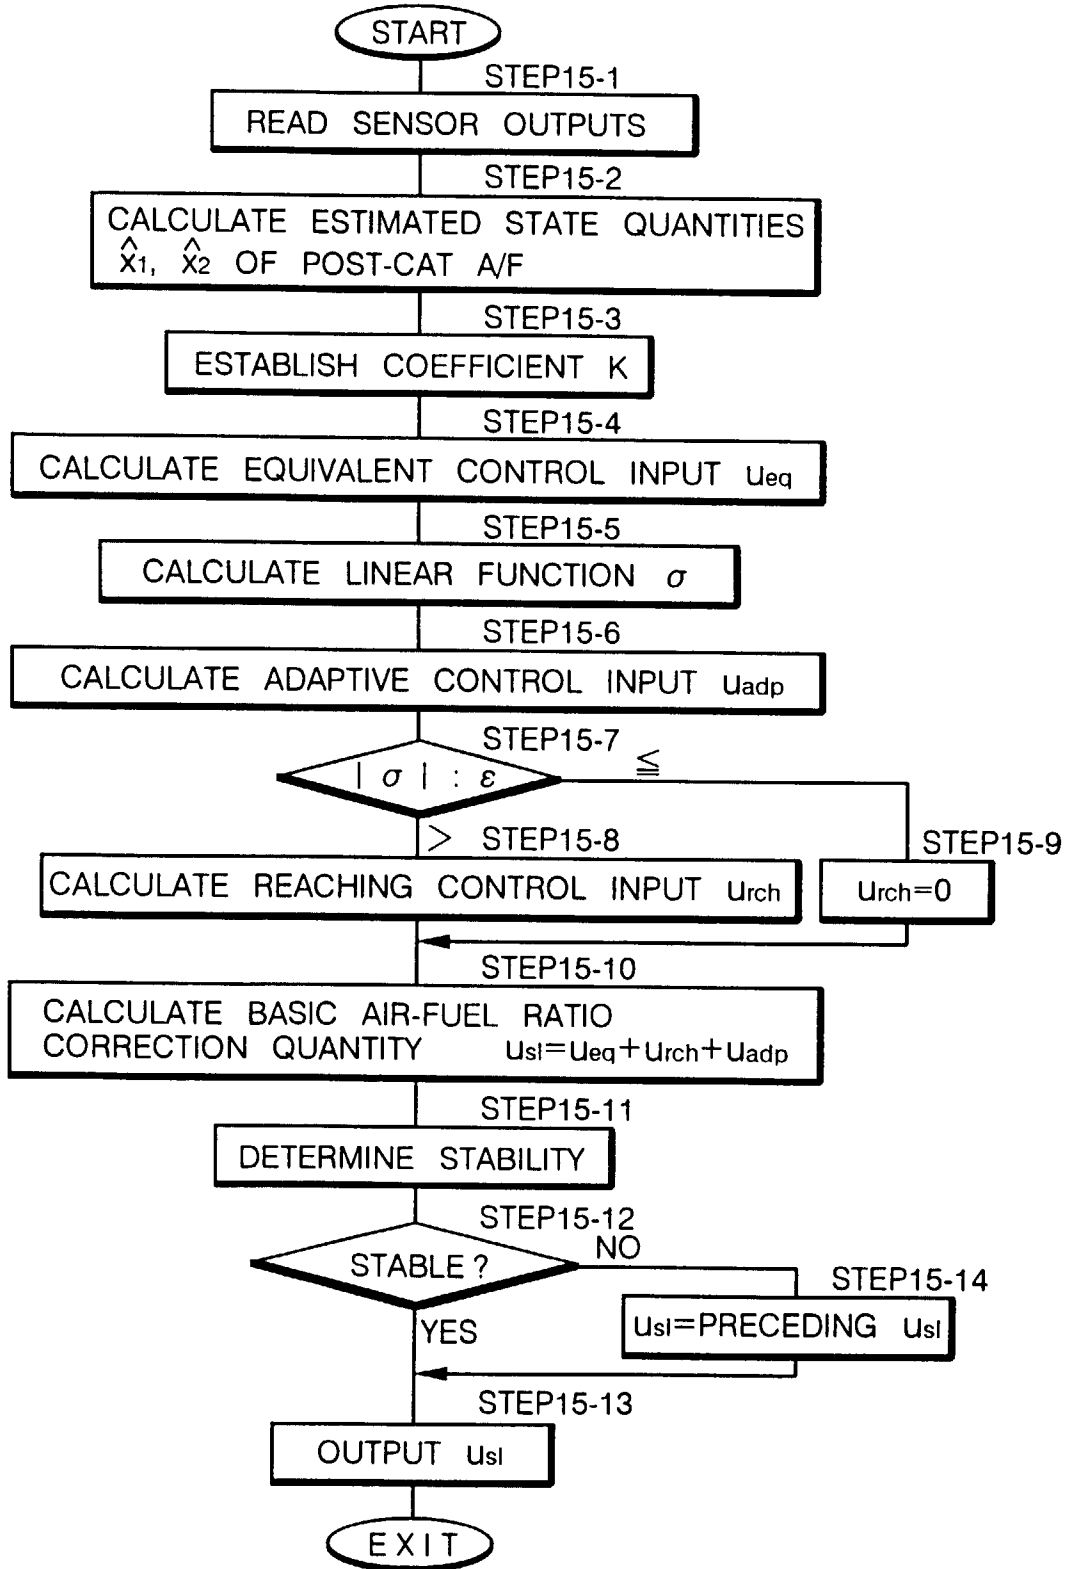 START
STEP15-1
READ SENSOR OUTPUTS
STEP15-2
CALCULATE ESTIMATED STATE QUANTITIES
x̂1, x̂2 OF POST-CAT A/F
STEP15-3
ESTABLISH COEFFICIENT K
STEP15-4
CALCULATE EQUIVALENT CONTROL INPUT ueq
STEP15-5
CALCULATE LINEAR FUNCTION σ
STEP15-6
CALCULATE ADAPTIVE CONTROL INPUT uadp
STEP15-7
| σ | : ε
≦
> STEP15-8
STEP15-9
CALCULATE REACHING CONTROL INPUT urch
urch=0
STEP15-10
CALCULATE BASIC AIR-FUEL RATIO
CORRECTION QUANTITY usl=ueq+urch+uadp
STEP15-11
DETERMINE STABILITY
STEP15-12
STABLE ?
NO
STEP15-14
usl=PRECEDING usl
YES
STEP15-13
OUTPUT usl
EXIT